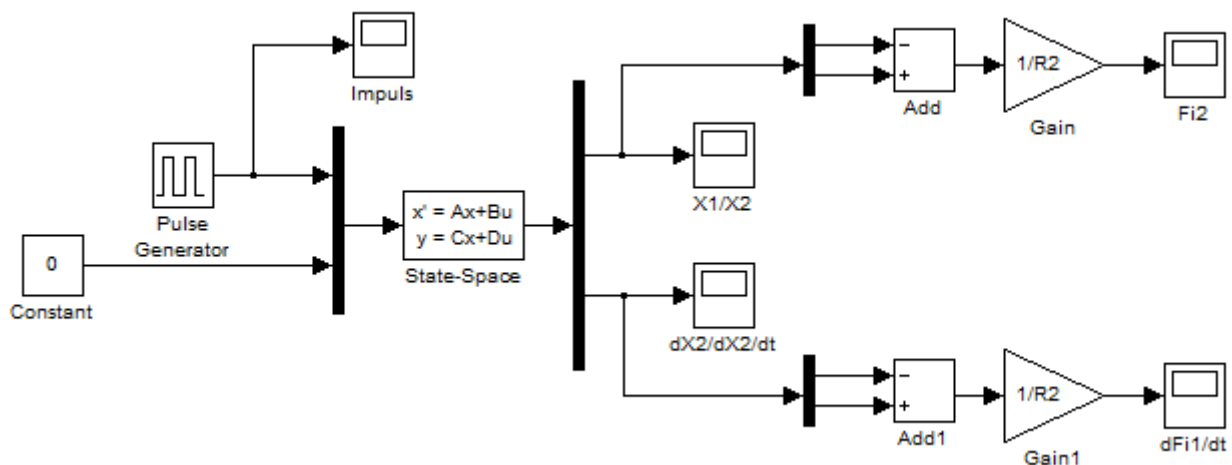 Impuls
Pulse
Generator
0
Constant
x' = Ax+Bu
y = Cx+Du
State-Space
X1/X2
dX2/dX2/dt
−
+
Add
1/R2
Gain
Fi2
−
+
Add1
1/R2
Gain1
dFi1/dt